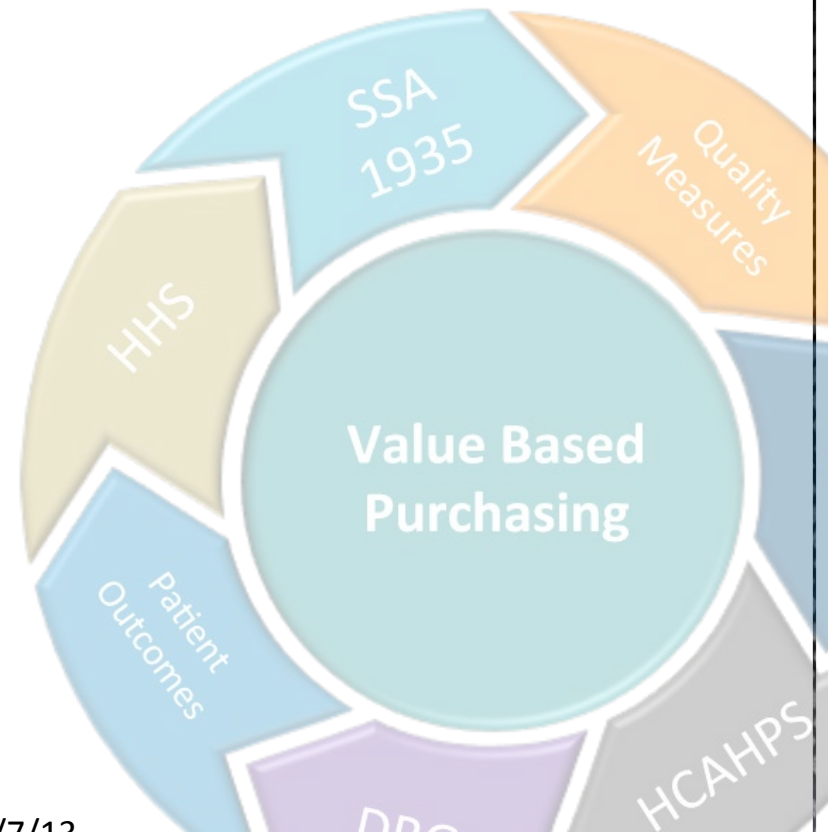 SSA
1935
Quality
Measures
HHS
Value Based
Purchasing
Patient
Outcomes
HCAHPS